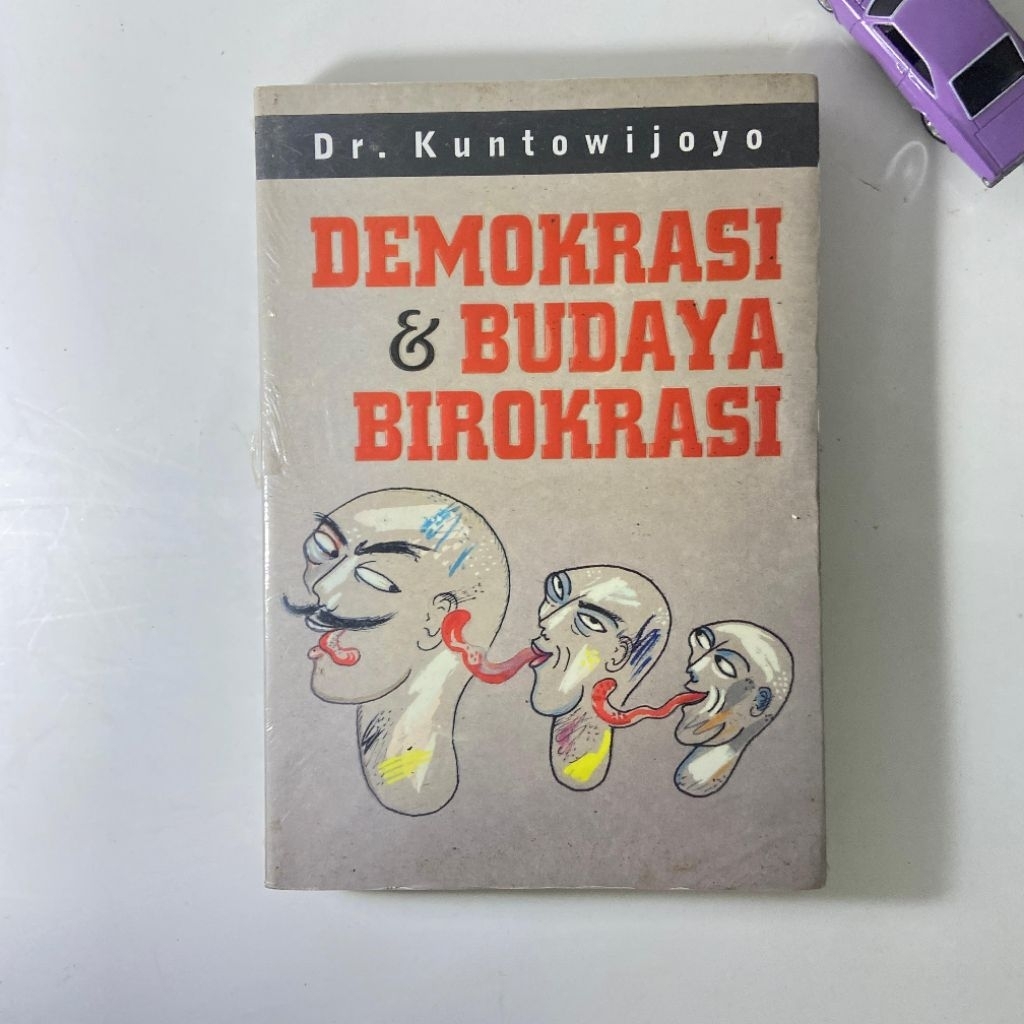 Dr. Kuntowijoyo
DEMOKRASI
& BUDAYA
BIROKRASI